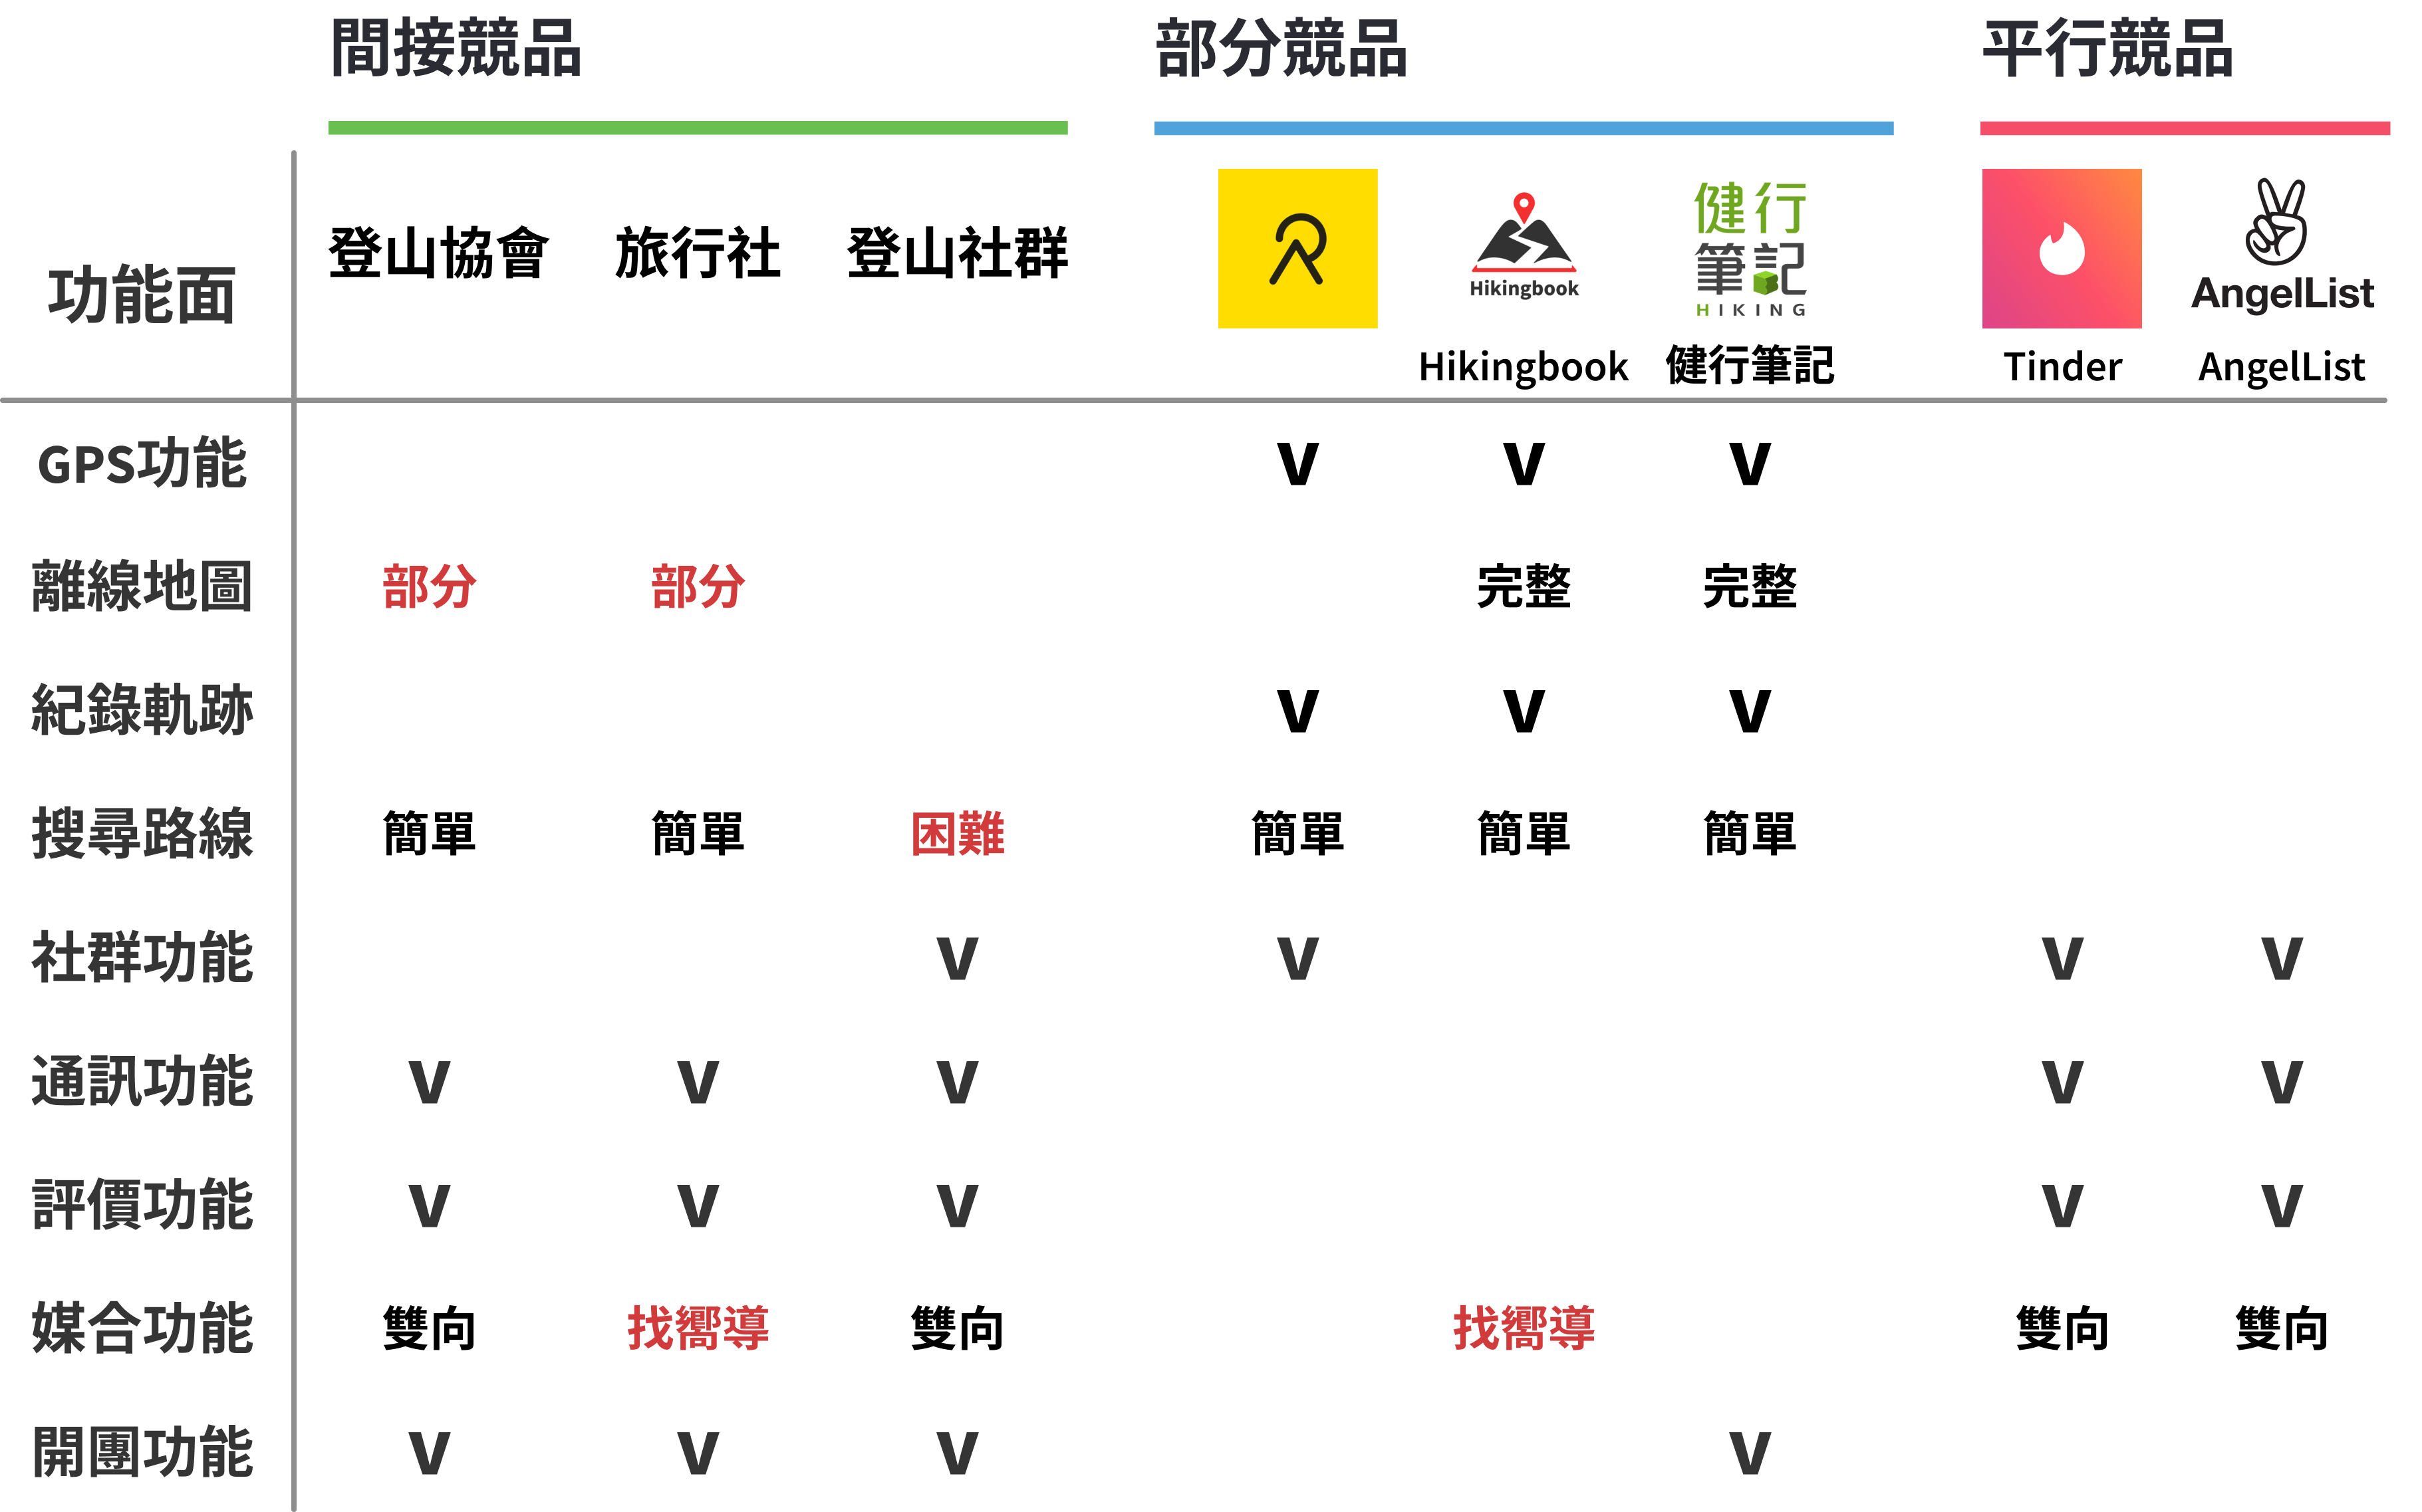 間接競品 部分競品 平行競品
功能面 登山協會 旅行社 登山社群
Hikingbook
健行
筆記
HIKING
AngelList
Hikingbook 健行筆記 Tinder AngelList
GPS功能 v v v
離線地圖 部分 部分 完整 完整
紀錄軌跡 v v v
搜尋路線 簡單 簡單 困難 簡單 簡單 簡單
社群功能 v v v v
通訊功能 v v v v v
評價功能 v v v v v
媒合功能 雙向 找嚮導 雙向 找嚮導 雙向 雙向
開團功能 v v v v